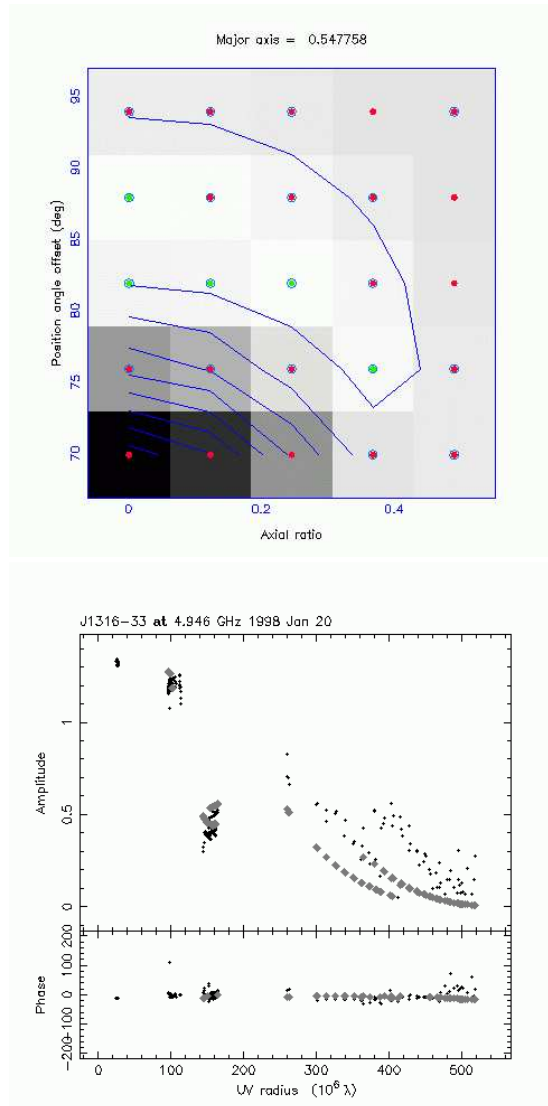 Major axis = 0.547758
95
90
85
80
75
70
Position angle offset (deg)
0 0.2 0.4
Axial ratio
J1316-33 at 4.946 GHz 1998 Jan 20
1
0.5
0
Amplitude
200
100
0
-100
-200
Phase
0 100 200 300 400 500
UV radius (10⁶ λ)